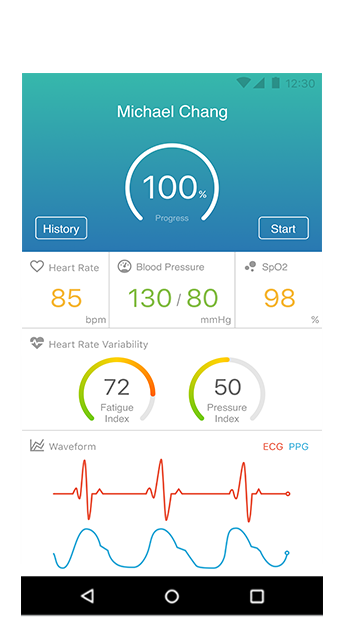 12:30
Michael Chang
100%
Progress
History
Start
Heart Rate
Blood Pressure
SpO2
85
130 / 80
98
bpm
mmHg
%
Heart Rate Variability
72
50
Fatigue
Index
Pressure
Index
Waveform
ECG PPG